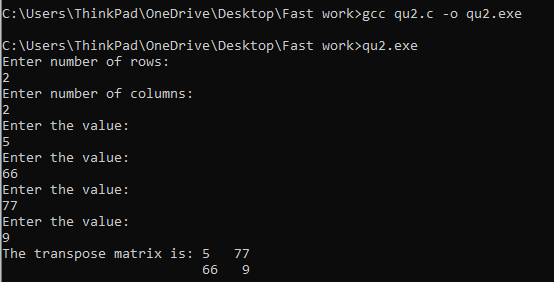 C:\Users\ThinkPad\OneDrive\Desktop\Fast work>gcc qu2.c -o qu2.exe
C:\Users\ThinkPad\OneDrive\Desktop\Fast work>qu2.exe
Enter number of rows:
2
Enter number of columns:
2
Enter the value:
5
Enter the value:
66
Enter the value:
77
Enter the value:
9
The transpose matrix is: 5   77
                         66   9